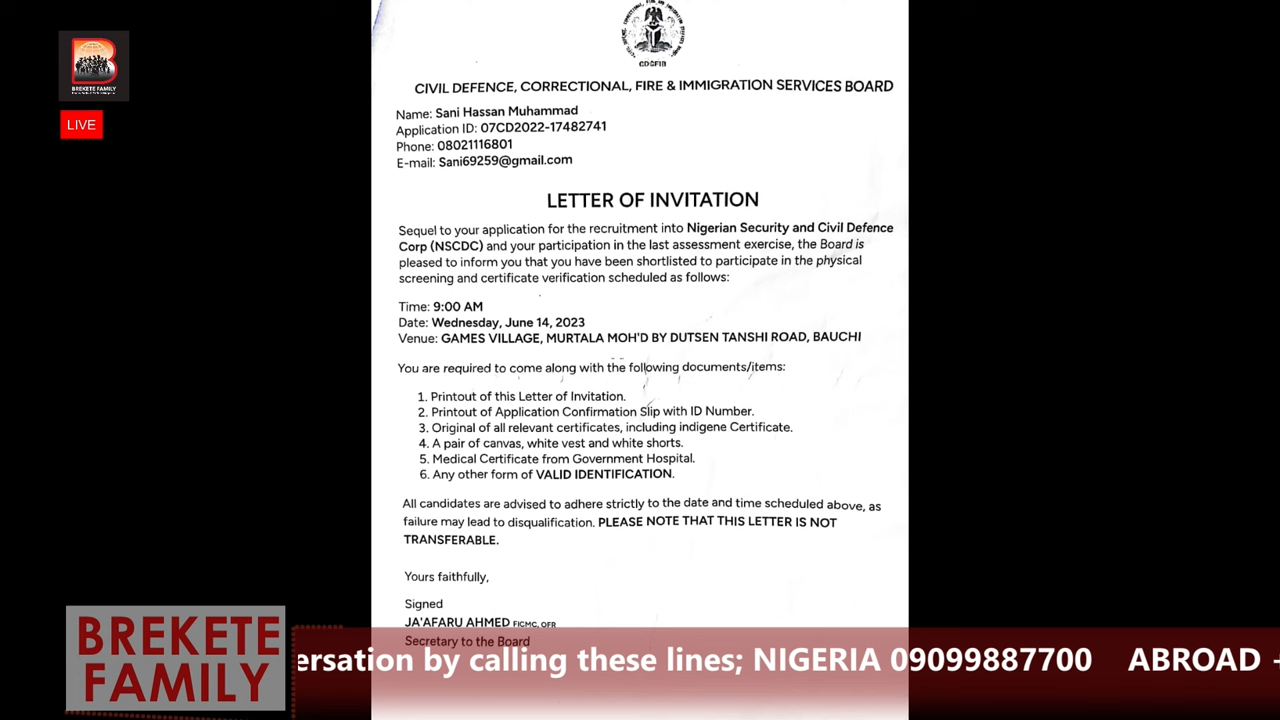 B
BREKETE FAMILY
LIVE
CDCFIB
CIVIL DEFENCE, CORRECTIONAL, FIRE & IMMIGRATION SERVICES BOARD
Name: Sani Hassan Muhammad
Application ID: 07CD2022-17482741
Phone: 08021116801
E-mail: Sani69259@gmail.com
LETTER OF INVITATION
Sequel to your application for the recruitment into Nigerian Security and Civil Defence
Corp (NSCDC) and your participation in the last assessment exercise, the Board is
pleased to inform you that you have been shortlisted to participate in the physical
screening and certificate verification scheduled as follows:
Time: 9:00 AM
Date: Wednesday, June 14, 2023
Venue: GAMES VILLAGE, MURTALA MOH'D BY DUTSEN TANSHI ROAD, BAUCHI
You are required to come along with the following documents/items:
1. Printout of this Letter of Invitation.
2. Printout of Application Confirmation Slip with ID Number.
3. Original of all relevant certificates, including indigene Certificate.
4. A pair of canvas, white vest and white shorts.
5. Medical Certificate from Government Hospital.
6. Any other form of VALID IDENTIFICATION.
All candidates are advised to adhere strictly to the date and time scheduled above, as
failure may lead to disqualification. PLEASE NOTE THAT THIS LETTER IS NOT
TRANSFERABLE.
Yours faithfully,
Signed
JA'AFARU AHMED FICMC, OFR
Secretary to the Board
BREKETE
FAMILY
ersation by calling these lines; NIGERIA 09099887700 ABROAD +